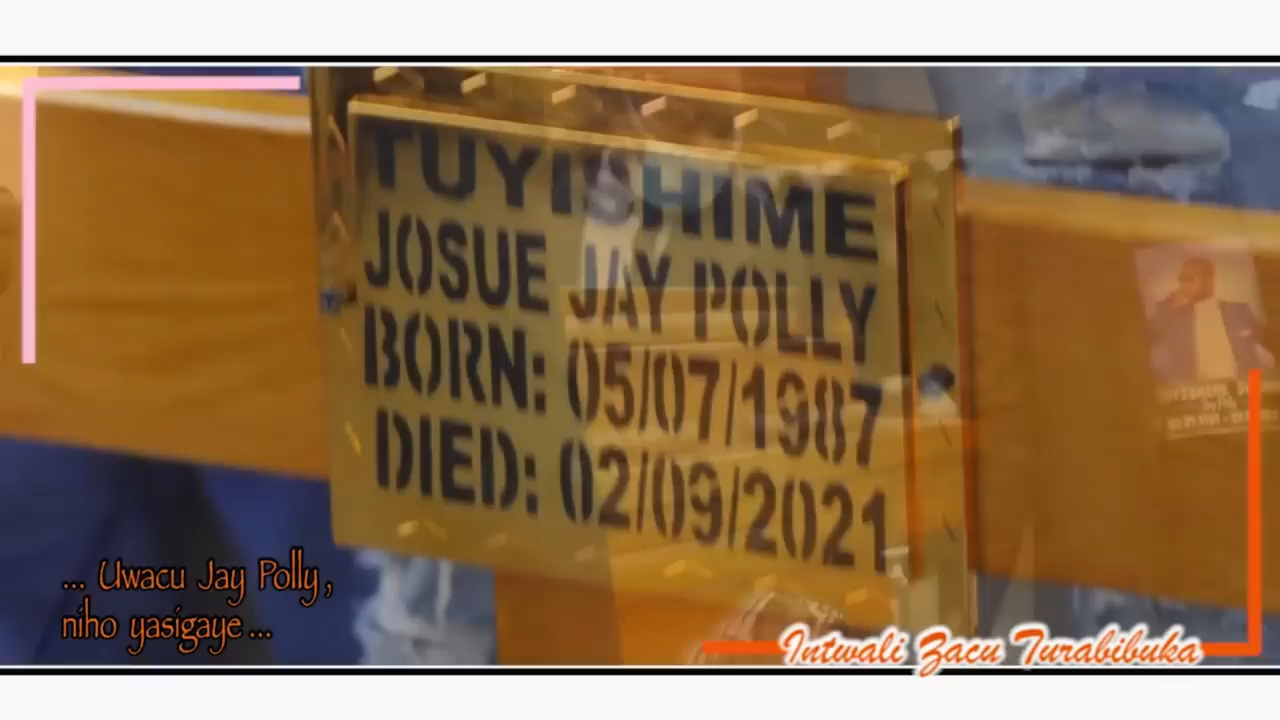 TUYISHIME
JOSUE JAY POLLY
BORN: 05/07/1987
DIED: 02/09/2021
... Uwacu Jay Polly,
niho yasigaye ...
Intwali Zacu Turabibuka